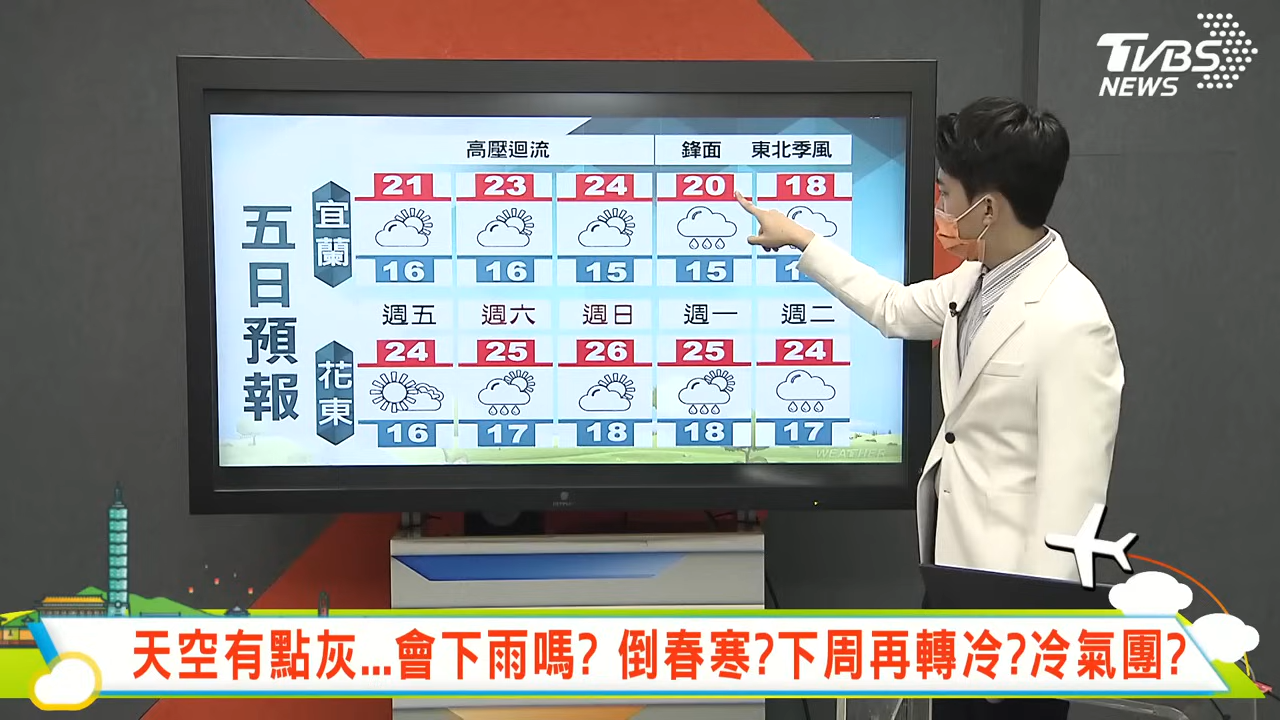 TVBS
NEWS
高壓迴流 鋒面 東北季風
五日預報
宜蘭
21 23 24 20 18
16 16 15 15
週五 週六 週日 週一 週二
花東
24 25 26 25 24
16 17 18 18 17
WEATHER
天空有點灰...會下雨嗎? 倒春寒?下周再轉冷?冷氣團?